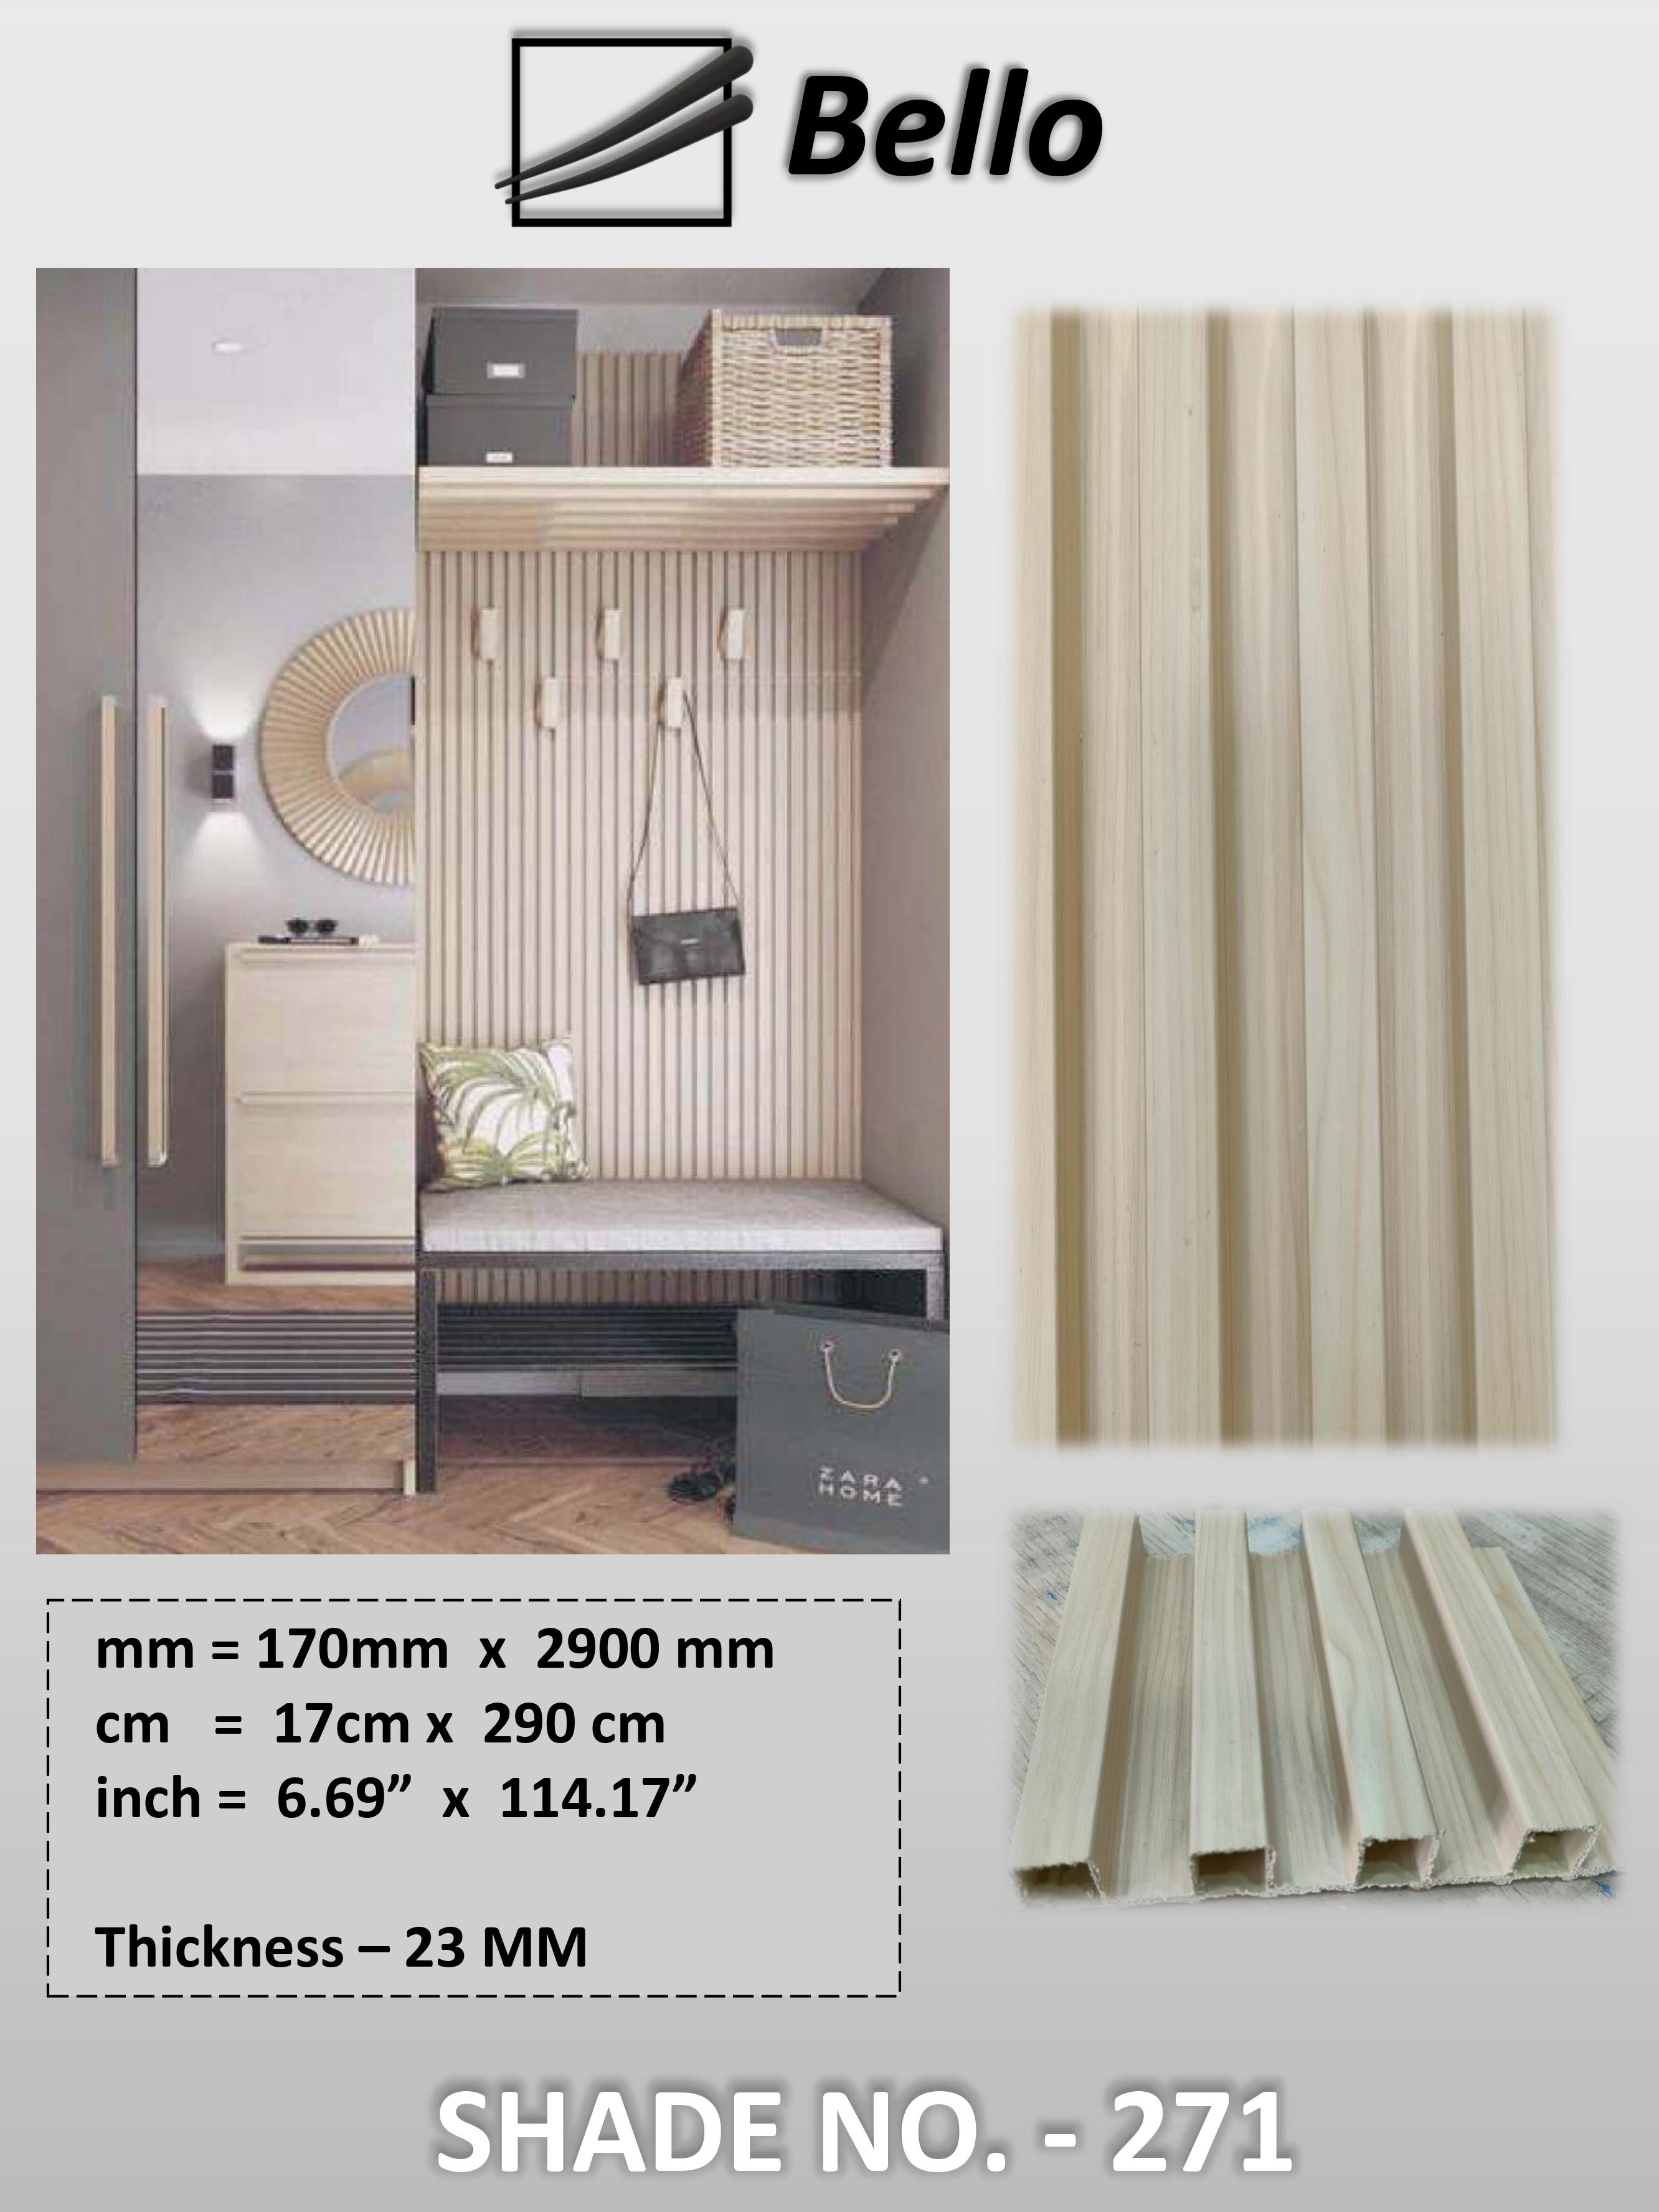 Bello
ZARA
HOME
mm = 170mm x 2900 mm
cm = 17cm x 290 cm
inch = 6.69” x 114.17”
Thickness – 23 MM
SHADE NO. - 271